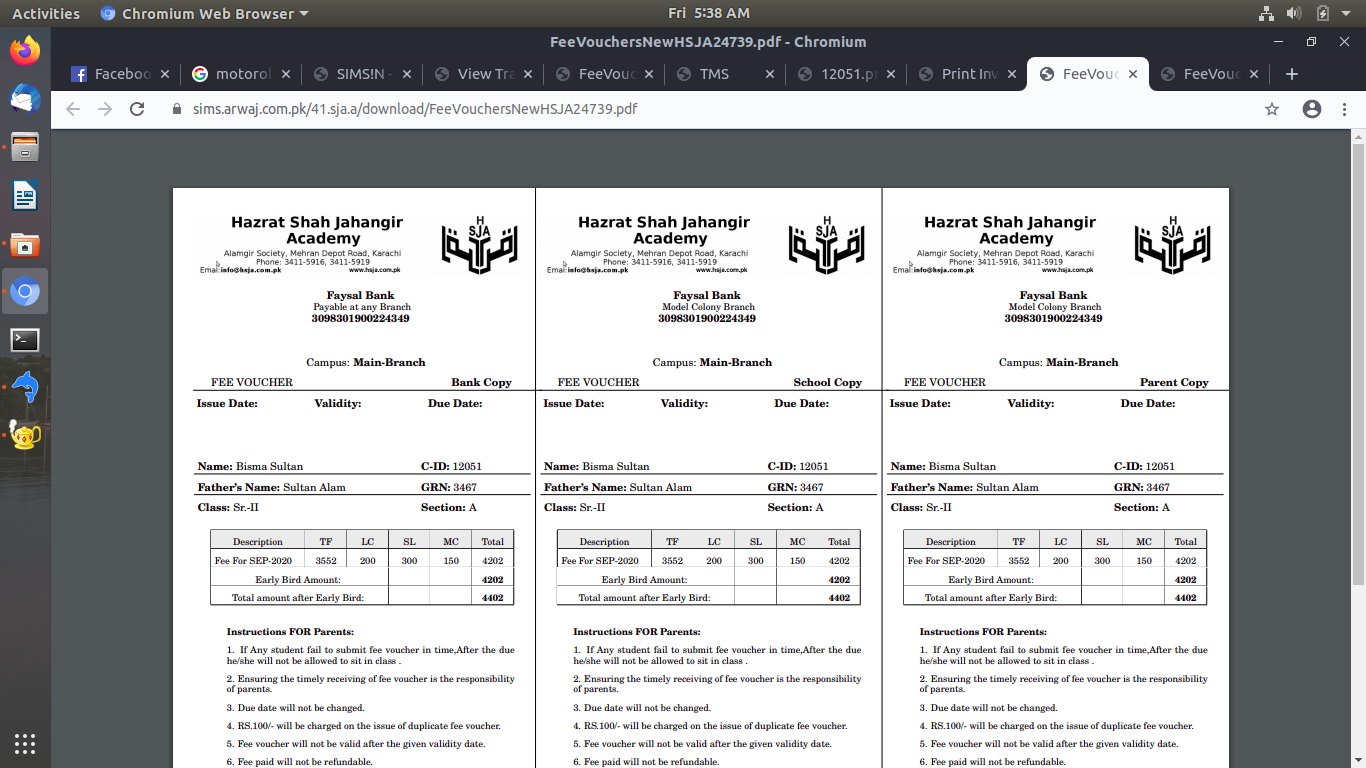 Activities Chromium Web Browser Fri 5:38 AM
FeeVouchersNewHSJA24739.pdf - Chromium
Faceboo motorol SIMS!N - View Tra FeeVouc TMS 12051.p Print Inv FeeVouc FeeVouc
sims.arwaj.com.pk/41.sja.a/download/FeeVouchersNewHSJA24739.pdf
Hazrat Shah Jahangir
Academy
H
SJA
Alamgir Society, Mehran Depot Road, Karachi
Phone: 3411-5916, 3411-5919
Email:info@hsja.com.pk www.hsja.com.pk
Faysal Bank
Payable at any Branch
3098301900224349
Campus: Main-Branch
FEE VOUCHER Bank Copy
Issue Date: Validity: Due Date:
Name: Bisma Sultan C-ID: 12051
Father's Name: Sultan Alam GRN: 3467
Class: Sr.-II Section: A
Description TF LC SL MC Total
Fee For SEP-2020 3552 200 300 150 4202
Early Bird Amount: 4202
Total amount after Early Bird: 4402
Instructions FOR Parents:
1. If Any student fail to submit fee voucher in time,After the due
he/she will not be allowed to sit in class .
2. Ensuring the timely receiving of fee voucher is the responsibility
of parents.
3. Due date will not be changed.
4. RS.100/- will be charged on the issue of duplicate fee voucher.
5. Fee voucher will not be valid after the given validity date.
6. Fee paid will not be refundable.
Hazrat Shah Jahangir
Academy
H
SJA
Alamgir Society, Mehran Depot Road, Karachi
Phone: 3411-5916, 3411-5919
Email:info@hsja.com.pk www.hsja.com.pk
Faysal Bank
Model Colony Branch
3098301900224349
Campus: Main-Branch
FEE VOUCHER School Copy
Issue Date: Validity: Due Date:
Name: Bisma Sultan C-ID: 12051
Father's Name: Sultan Alam GRN: 3467
Class: Sr.-II Section: A
Description TF LC SL MC Total
Fee For SEP-2020 3552 200 300 150 4202
Early Bird Amount: 4202
Total amount after Early Bird: 4402
Instructions FOR Parents:
1. If Any student fail to submit fee voucher in time,After the due
he/she will not be allowed to sit in class .
2. Ensuring the timely receiving of fee voucher is the responsibility
of parents.
3. Due date will not be changed.
4. RS.100/- will be charged on the issue of duplicate fee voucher.
5. Fee voucher will not be valid after the given validity date.
6. Fee paid will not be refundable.
Hazrat Shah Jahangir
Academy
H
SJA
Alamgir Society, Mehran Depot Road, Karachi
Phone: 3411-5916, 3411-5919
Email:info@hsja.com.pk www.hsja.com.pk
Faysal Bank
Model Colony Branch
3098301900224349
Campus: Main-Branch
FEE VOUCHER Parent Copy
Issue Date: Validity: Due Date:
Name: Bisma Sultan C-ID: 12051
Father's Name: Sultan Alam GRN: 3467
Class: Sr.-II Section: A
Description TF LC SL MC Total
Fee For SEP-2020 3552 200 300 150 4202
Early Bird Amount: 4202
Total amount after Early Bird: 4402
Instructions FOR Parents:
1. If Any student fail to submit fee voucher in time,After the due
he/she will not be allowed to sit in class .
2. Ensuring the timely receiving of fee voucher is the responsibility
of parents.
3. Due date will not be changed.
4. RS.100/- will be charged on the issue of duplicate fee voucher.
5. Fee voucher will not be valid after the given validity date.
6. Fee paid will not be refundable.